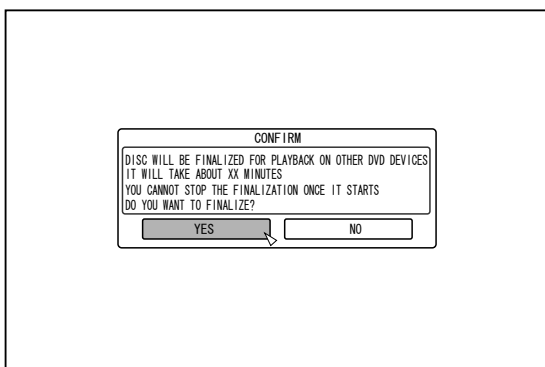 CONFIRM
DISC WILL BE FINALIZED FOR PLAYBACK ON OTHER DVD DEVICES
IT WILL TAKE ABOUT XX MINUTES
YOU CANNOT STOP THE FINALIZATION ONCE IT STARTS
DO YOU WANT TO FINALIZE?
YES NO